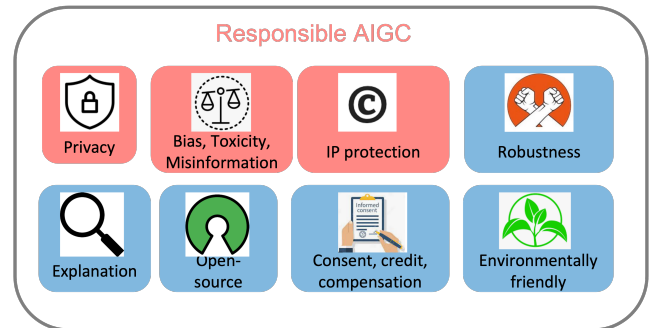 Responsible AIGC
Privacy
Bias, Toxicity,
Misinformation
IP protection
Robustness
Explanation
Open-
source
Informed
consent
Consent, credit,
compensation
Environmentally
friendly